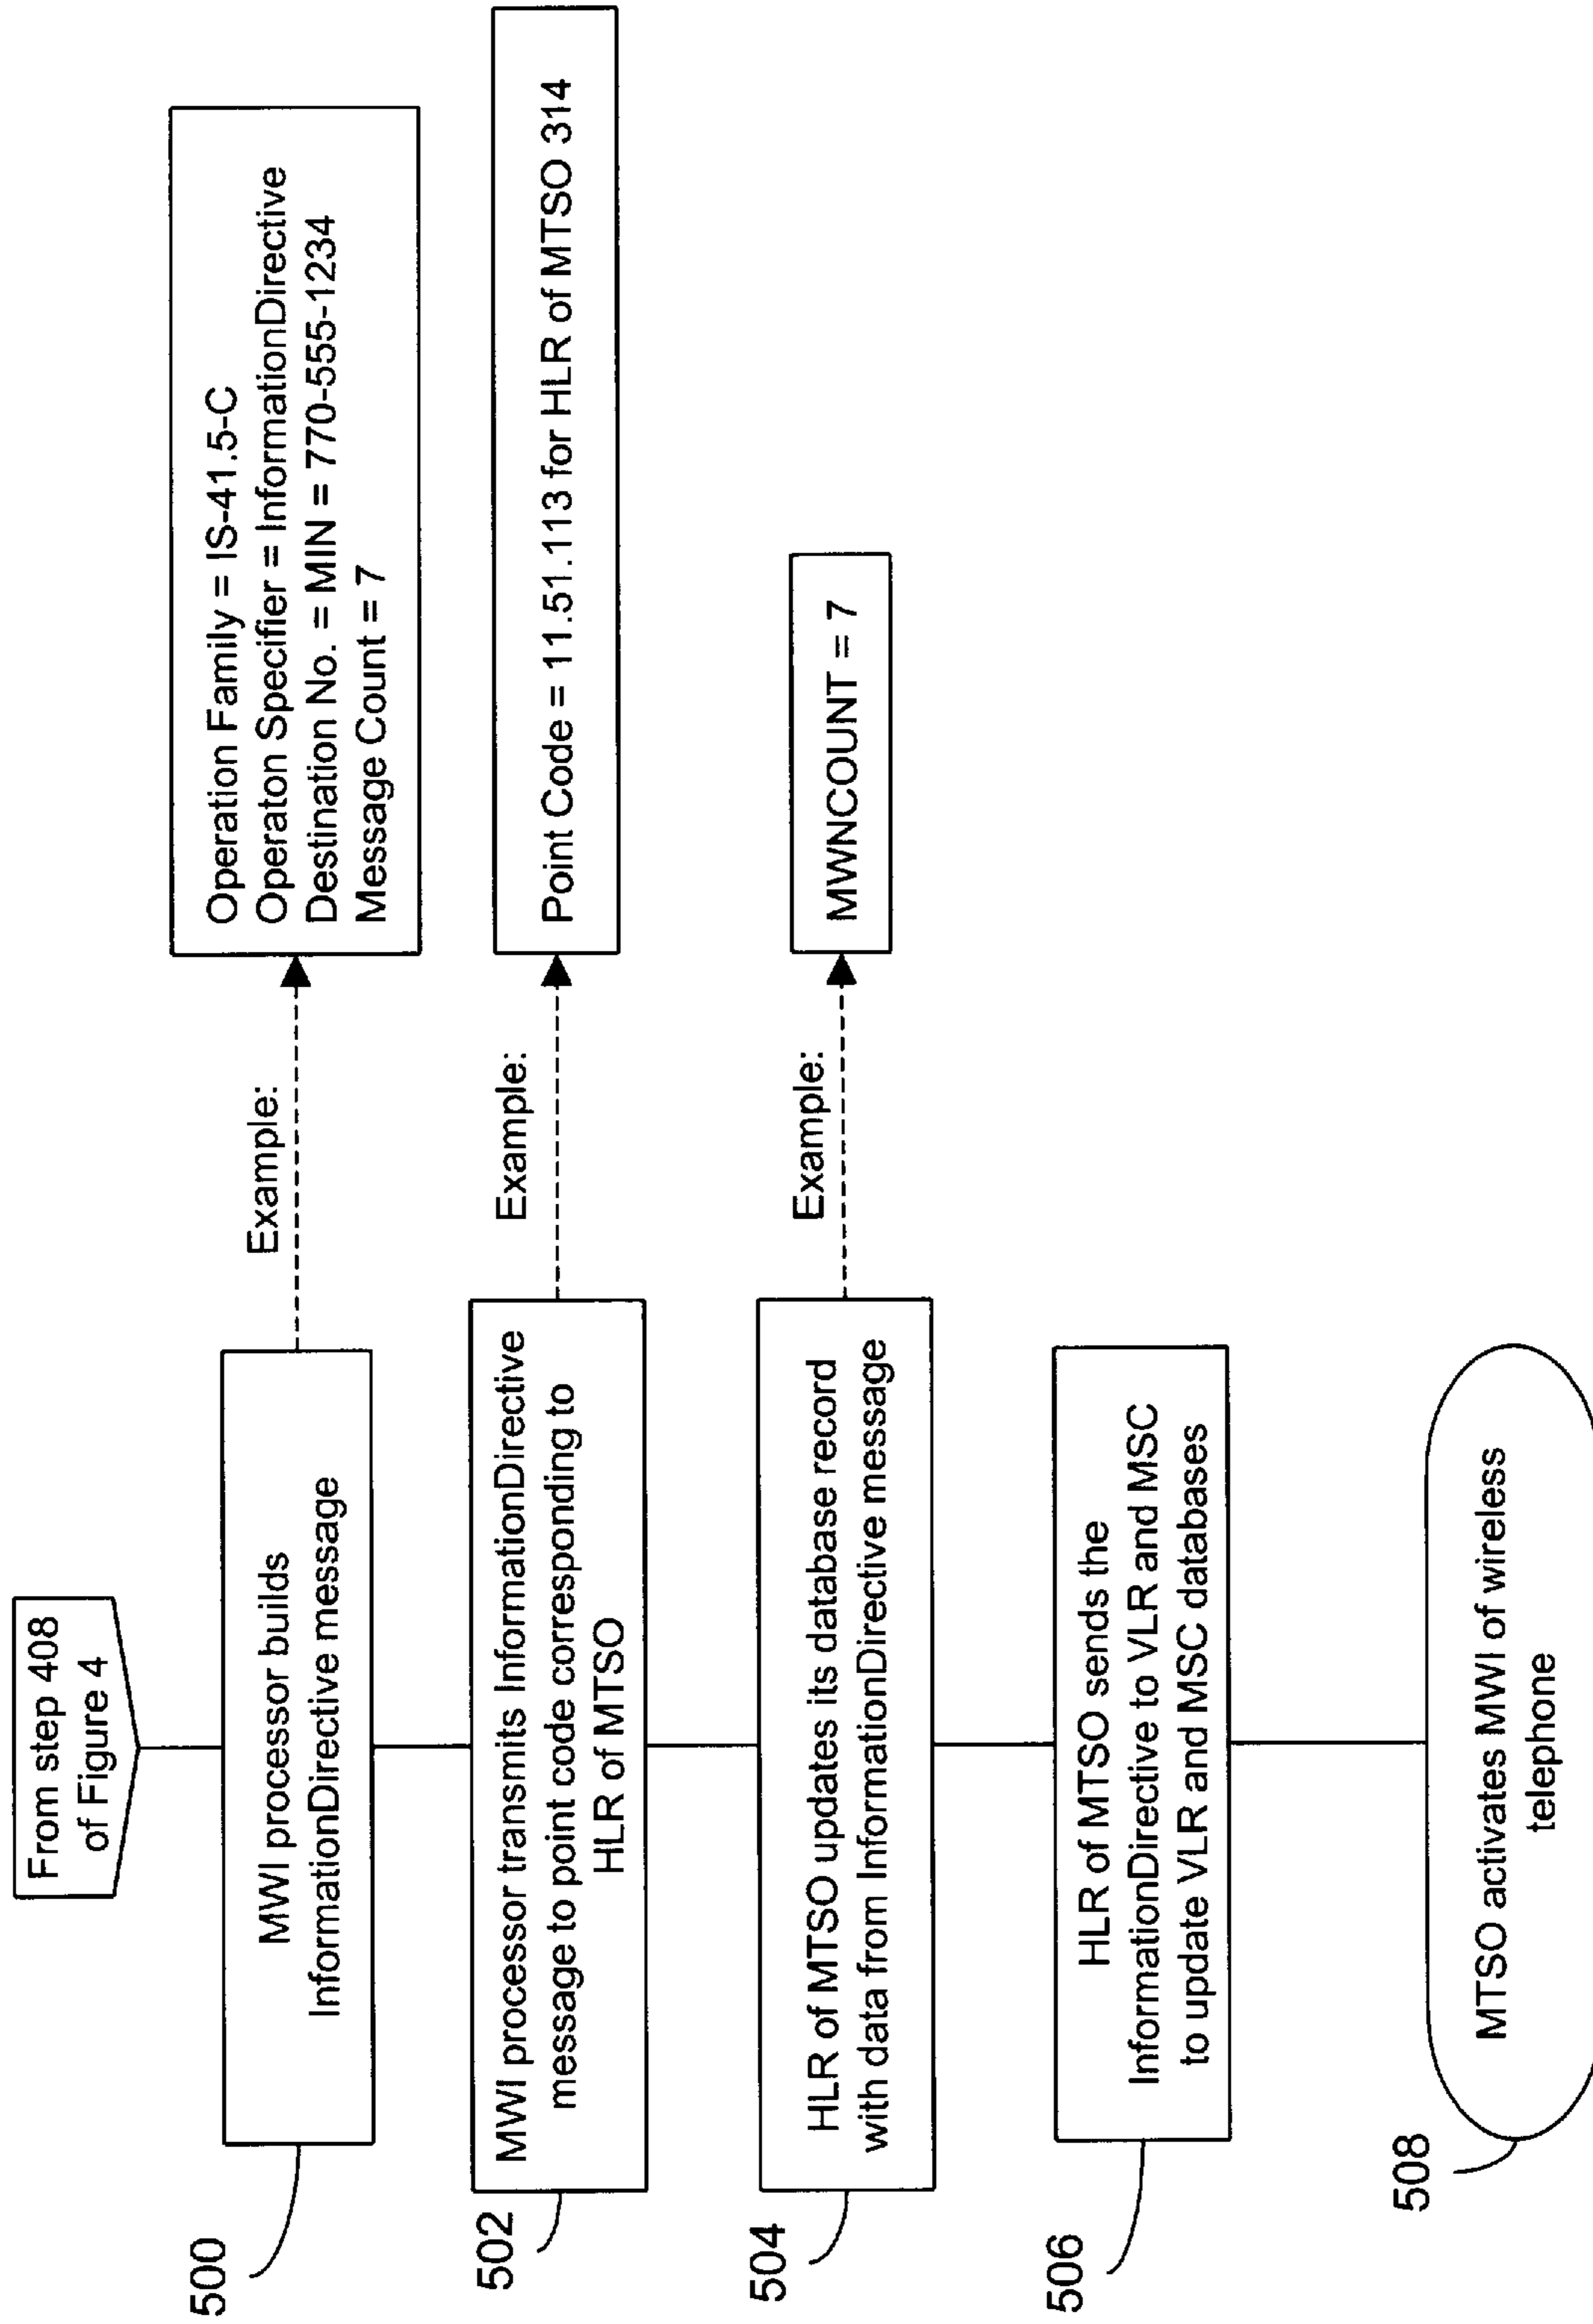 From step 408
of Figure 4
500
MWI processor builds
InformationDirective message
Example:
Operation Family = IS-41.5-C
Operaton Specifier = InformationDirective
Destination No. = MIN = 770-555-1234
Message Count = 7
502
MWI processor transmits InformationDirective
message to point code corresponding to
HLR of MTSO
Example:
Point Code = 11.51.113 for HLR of MTSO 314
504
HLR of MTSO updates its database record
with data from InformationDirective message
Example:
MWNCOUNT = 7
506
HLR of MTSO sends the
InformationDirective to VLR and MSC
to update VLR and MSC databases
508
MTSO activates MWI of wireless
telephone